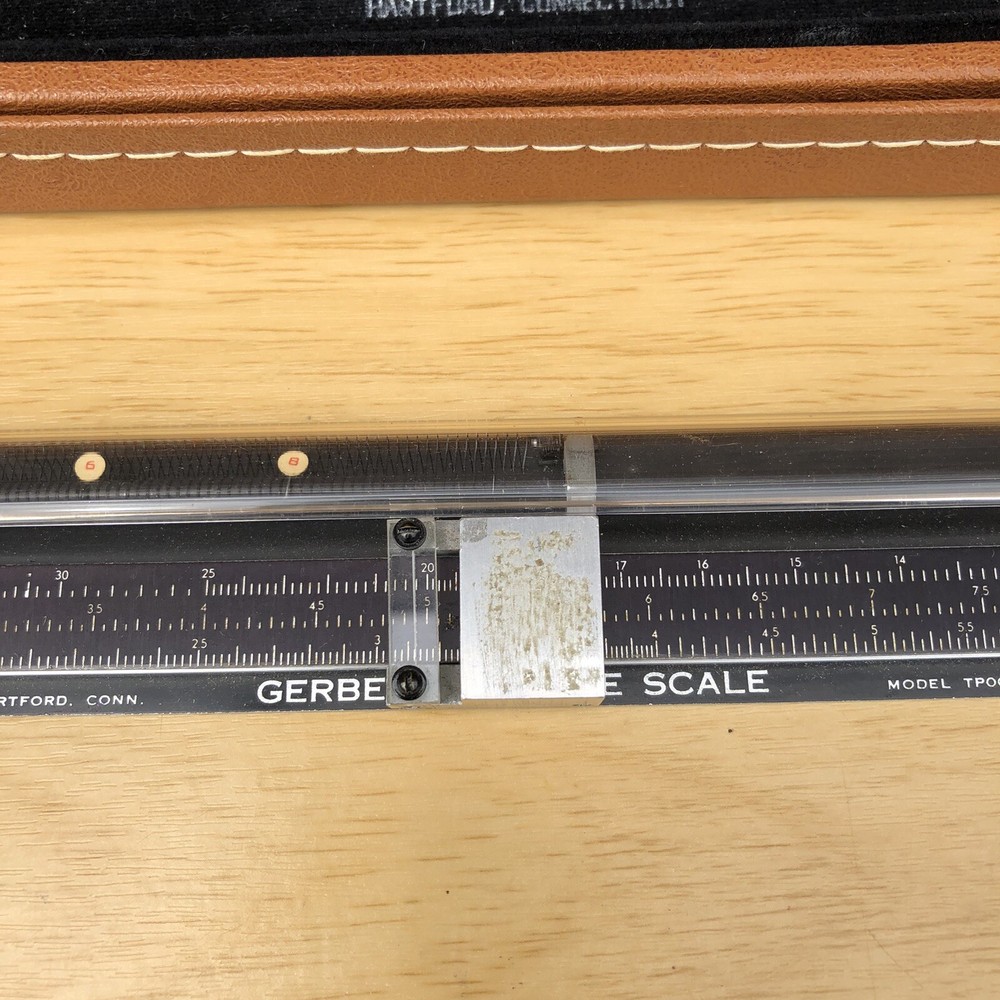 HARTFORD, CONNECTICUT
6 8
30 25 20 17 16 15 14
3.5 4 4.5 5 6 6.5 7 7.5
2.5 3 4 4.5 5 5.5
RTFORD, CONN. GERBE E SCALE MODEL TPO